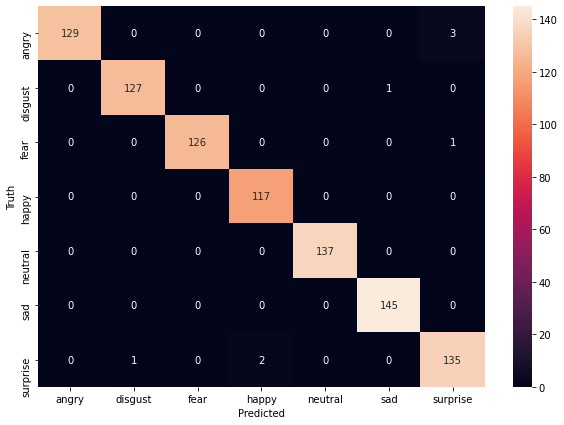 angry 129 0 0 0 0 0 3
disgust 0 127 0 0 0 1 0
fear 0 0 126 0 0 0 1
happy 0 0 0 117 0 0 0
neutral 0 0 0 0 137 0 0
sad 0 0 0 0 0 145 0
surprise 0 1 0 2 0 0 135
Truth
angry disgust fear happy neutral sad surprise
Predicted
140
120
100
80
60
40
20
0